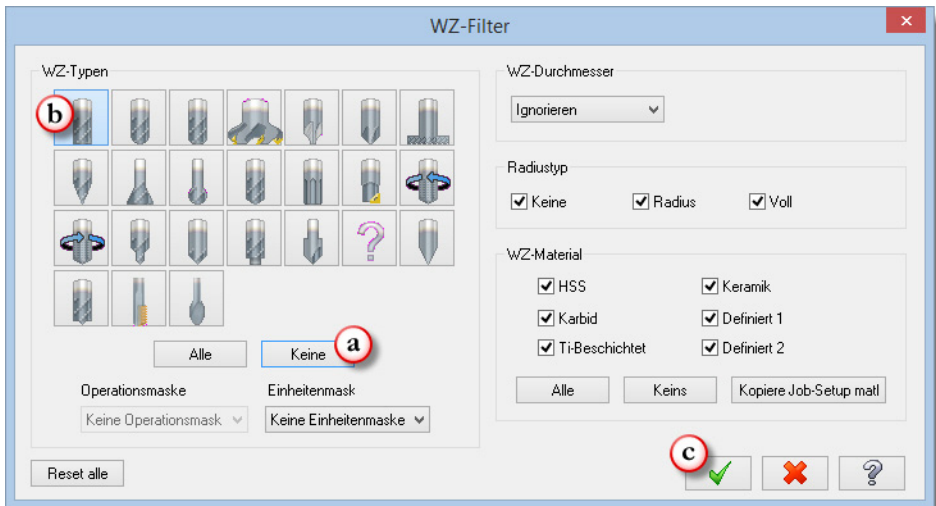 WZ-Filter
WZ-Typen
b
a
Alle
Keine
Operationsmaske
Einheitenmask
Keine Operationsmask
Keine Einheitenmaske
Reset alle
WZ-Durchmesser
Ignorieren
Radiustyp
Keine
Radius
Voll
WZ-Material
HSS
Keramik
Karbid
Definiert 1
Ti-Beschichtet
Definiert 2
Alle
Keins
Kopiere Job-Setup matl
c